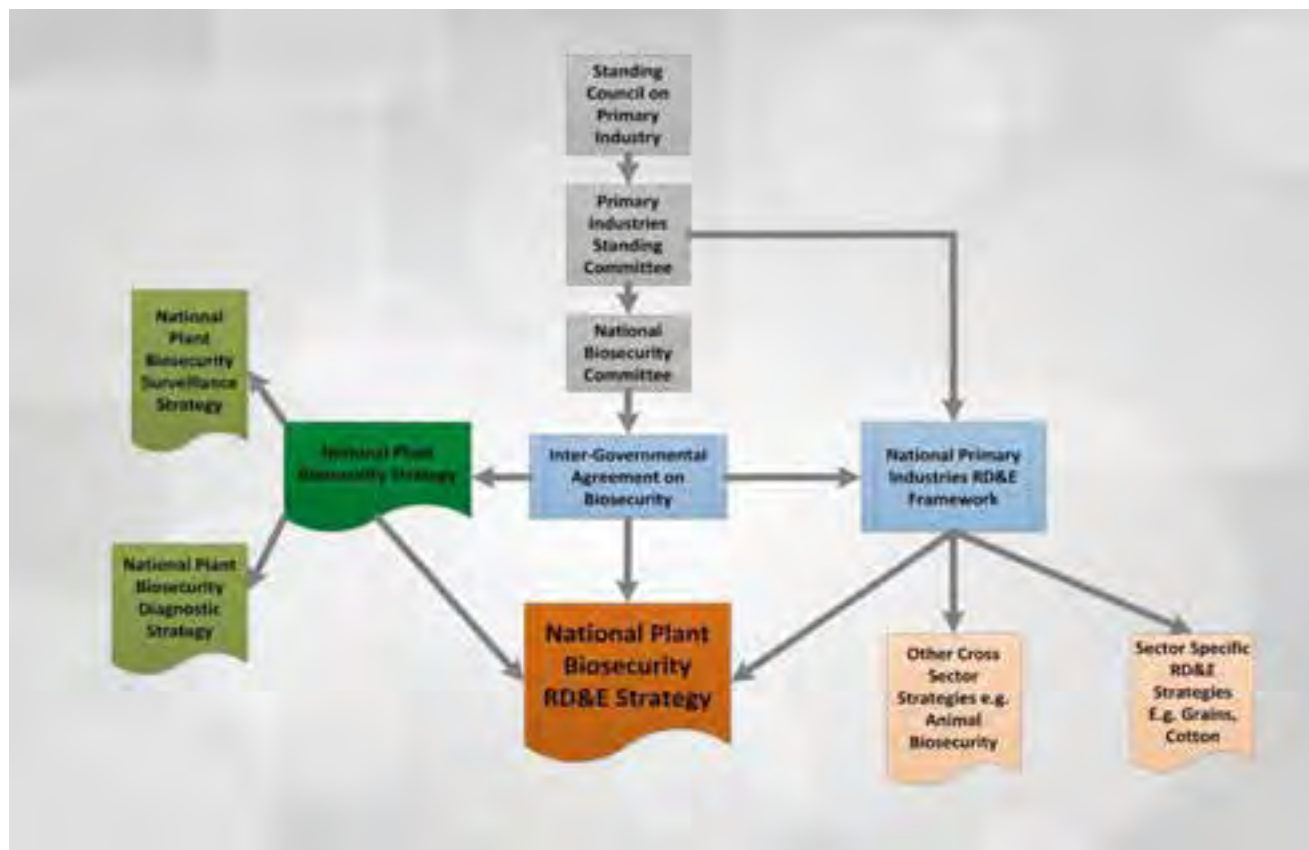 Standing
Council on
Primary
Industry
Primary
Industries
Standing
Committee
National
Biosecurity
Committee
National
Plant
Biosecurity
Surveillance
Strategy
National Plant
Biosecurity Strategy
Inter-Governmental
Agreement on
Biosecurity
National Primary
Industries RD&E
Framework
National Plant
Biosecurity
Diagnostic
Strategy
National Plant
Biosecurity
RD&E Strategy
Other Cross
Sector
Strategies e.g.
Animal
Biosecurity
Sector Specific
RD&E
Strategies
E.g. Grains,
Cotton